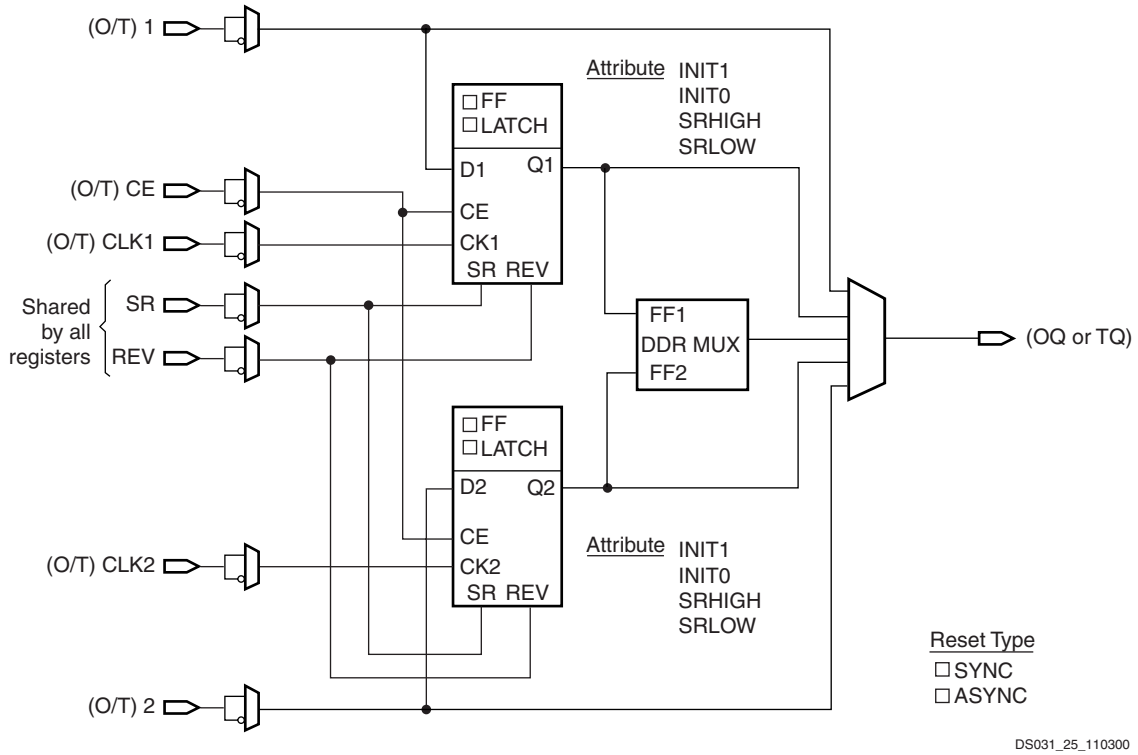 (O/T) 1
Attribute INIT1
INIT0
SRHIGH
SRLOW
FF
LATCH
D1 Q1
(O/T) CE
CE
(O/T) CLK1
CK1
SR REV
Shared
by all
registers
SR
REV
FF1
DDR MUX
FF2
(OQ or TQ)
FF
LATCH
D2 Q2
CE
(O/T) CLK2
CK2
SR REV
Attribute INIT1
INIT0
SRHIGH
SRLOW
Reset Type
SYNC
ASYNC
(O/T) 2
DS031_25_110300